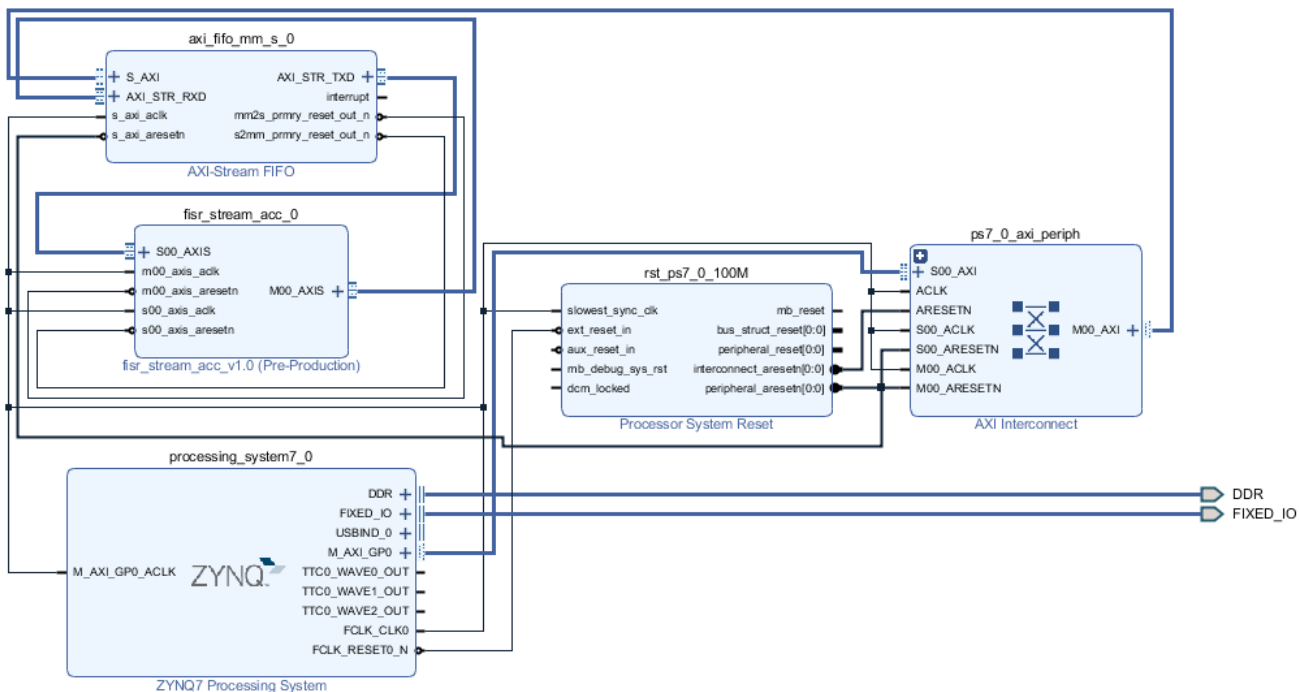 axi_fifo_mm_s_0
S_AXI
AXI_STR_RXD
s_axi_aclk
s_axi_aresetn
AXI_STR_TXD
interrupt
mm2s_prmry_reset_out_n
s2mm_prmry_reset_out_n
AXI-Stream FIFO
fisr_stream_acc_0
S00_AXIS
m00_axis_aclk
m00_axis_aresetn
s00_axis_aclk
s00_axis_aresetn
M00_AXIS
fisr_stream_acc_v1.0 (Pre-Production)
rst_ps7_0_100M
slowest_sync_clk
ext_reset_in
aux_reset_in
mb_debug_sys_rst
dcm_locked
mb_reset
bus_struct_reset[0:0]
peripheral_reset[0:0]
interconnect_aresetn[0:0]
peripheral_aresetn[0:0]
Processor System Reset
ps7_0_axi_periph
S00_AXI
ACLK
ARESETN
S00_ACLK
S00_ARESETN
M00_ACLK
M00_ARESETN
M00_AXI
AXI Interconnect
processing_system7_0
M_AXI_GP0_ACLK
ZYNQ
DDR
FIXED_IO
USBIND_0
M_AXI_GP0
TTC0_WAVE0_OUT
TTC0_WAVE1_OUT
TTC0_WAVE2_OUT
FCLK_CLK0
FCLK_RESET0_N
ZYNQ7 Processing System
DDR
FIXED_IO